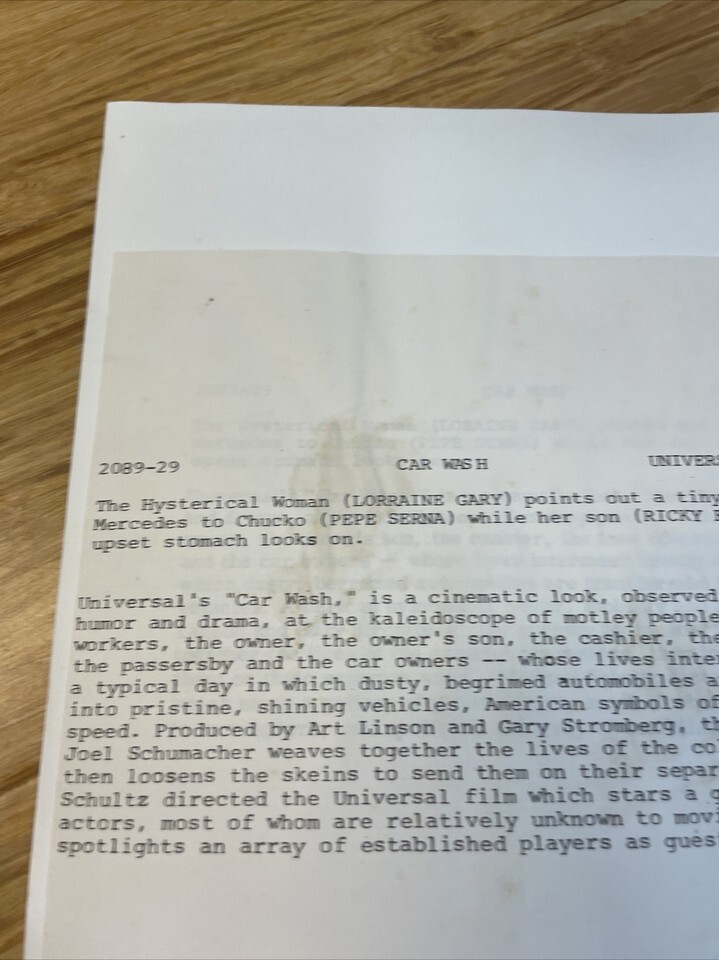 2089-29 CAR WASH UNIVERS
The Hysterical Woman (LORRAINE GARY) points out a tiny
Mercedes to Chucko (PEPE SERNA) while her son (RICKY
upset stomach looks on.
Universal's "Car Wash," is a cinematic look, observed
humor and drama, at the kaleidoscope of motley people
workers, the owner, the owner's son, the cashier, the
the passersby and the car owners -- whose lives inter
a typical day in which dusty, begrimed automobiles a
into pristine, shining vehicles, American symbols of
speed. Produced by Art Linson and Gary Stromberg, th
Joel Schumacher weaves together the lives of the co
then loosens the skeins to send them on their separ
Schultz directed the Universal film which stars a g
actors, most of whom are relatively unknown to movi
spotlights an array of established players as gues